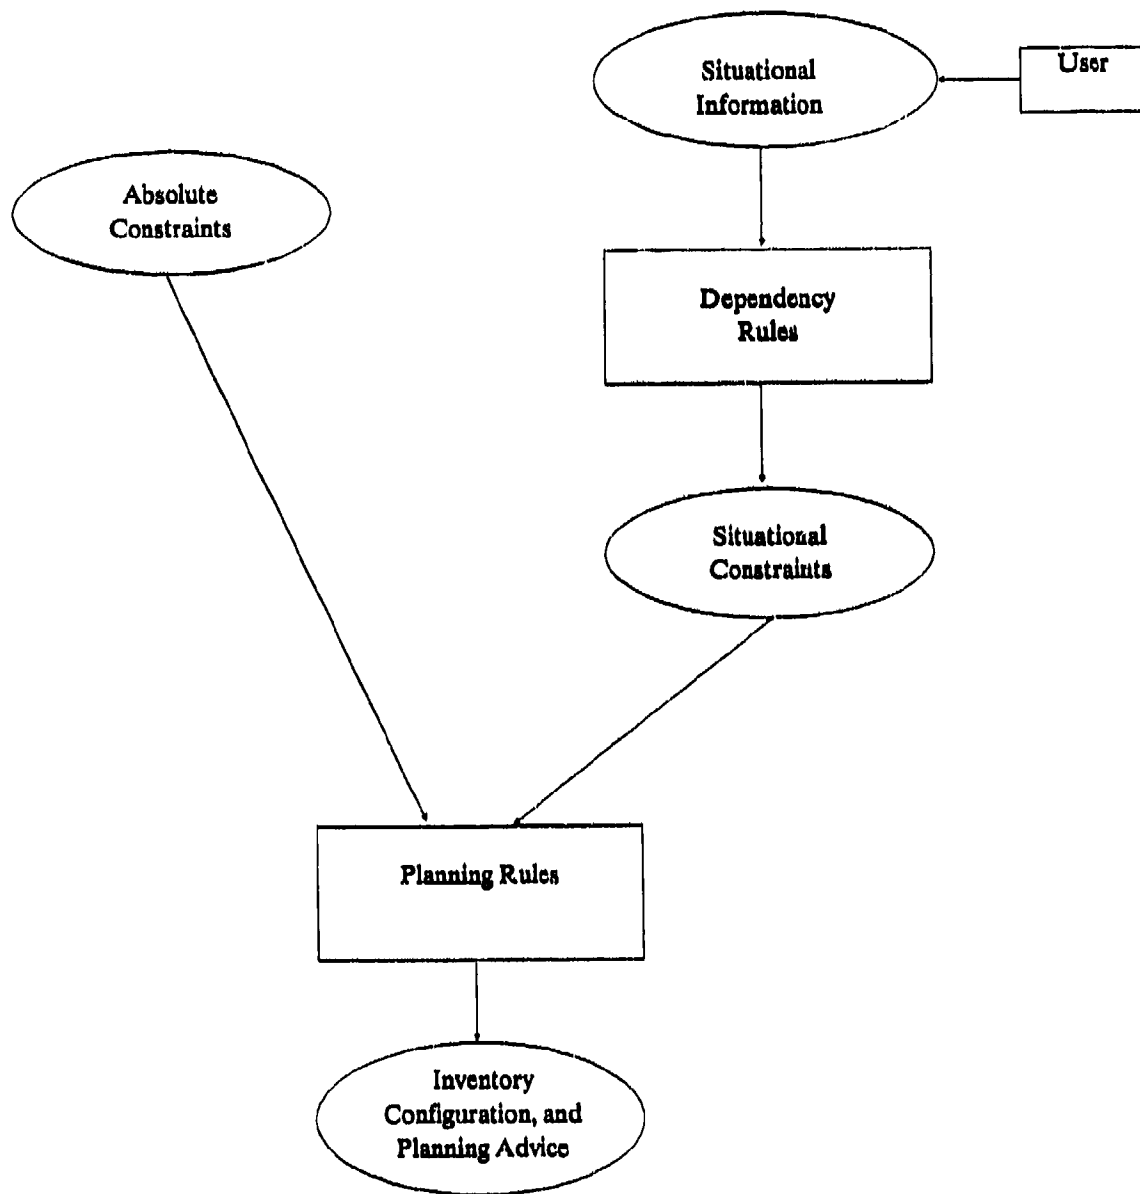 Situational
Information
User
Absolute
Constraints
Dependency
Rules
Situational
Constraints
Planning Rules
Inventory
Configuration, and
Planning Advice